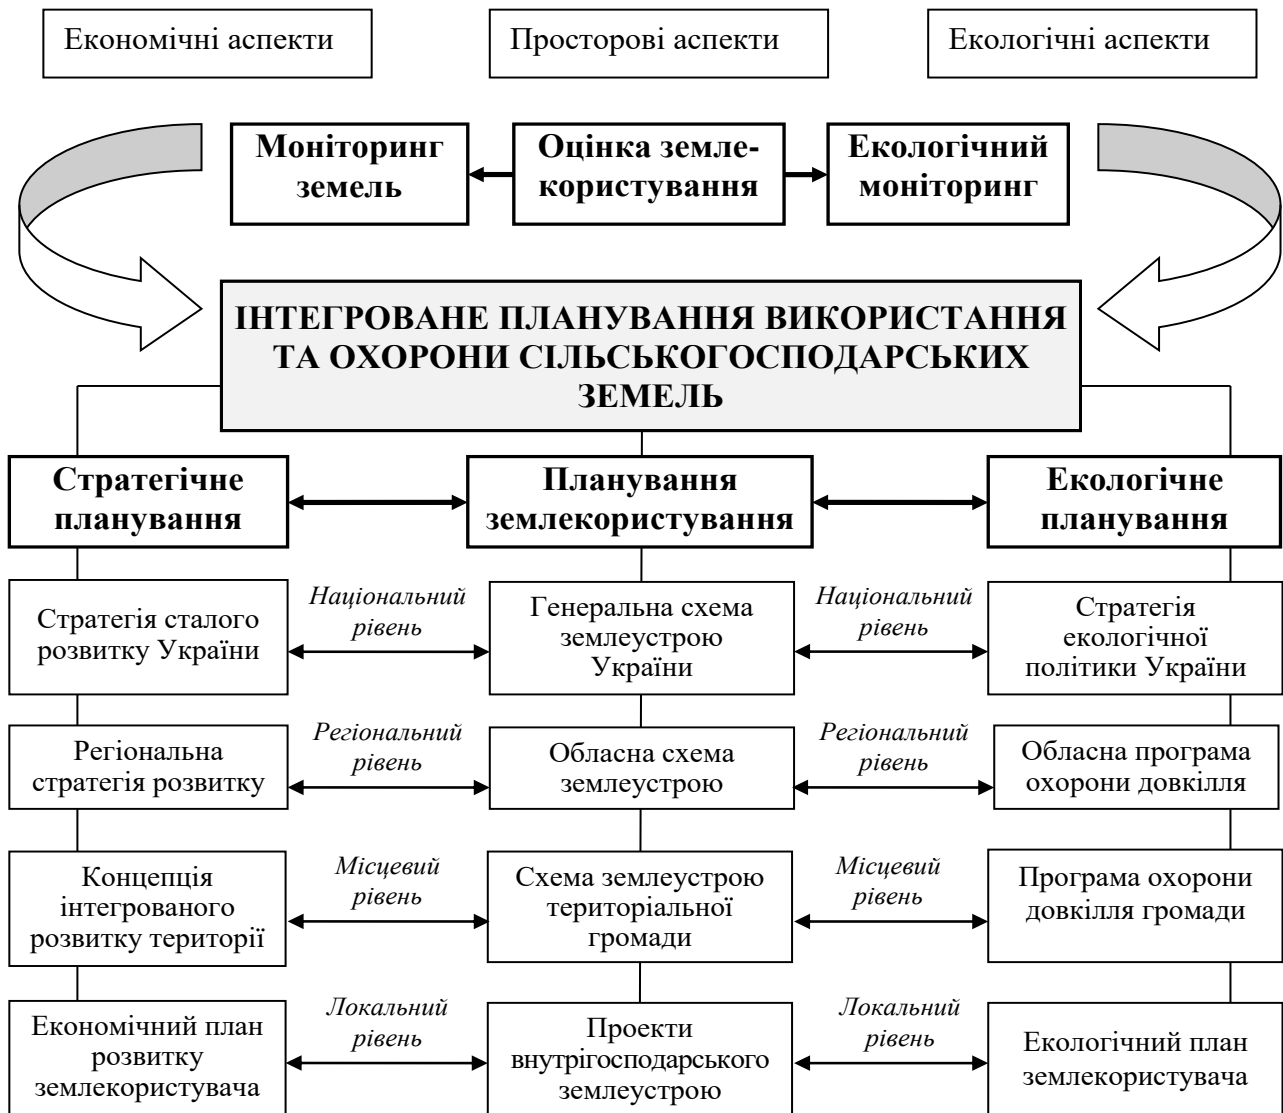 Економічні аспекти
Просторові аспекти
Екологічні аспекти
Моніторинг
земель
Оцінка земле-
користування
Екологічний
моніторинг
ІНТЕГРОВАНЕ ПЛАНУВАННЯ ВИКОРИСТАННЯ
ТА ОХОРОНИ СІЛЬСЬКОГОСПОДАРСЬКИХ
ЗЕМЕЛЬ
Стратегічне
планування
Планування
землекористування
Екологічне
планування
Стратегія сталого
розвитку України
Національний
рівень
Генеральна схема
землеустрою
України
Національний
рівень
Стратегія
екологічної
політики України
Регіональна
стратегія розвитку
Регіональний
рівень
Обласна схема
землеустрою
Регіональний
рівень
Обласна програма
охорони довкілля
Концепція
інтегрованого
розвитку території
Місцевий
рівень
Схема землеустрою
територіальної
громади
Місцевий
рівень
Програма охорони
довкілля громади
Економічний план
розвитку
землекористувача
Локальний
рівень
Проекти
внутрігосподарського
землеустрою
Локальний
рівень
Екологічний план
землекористувача